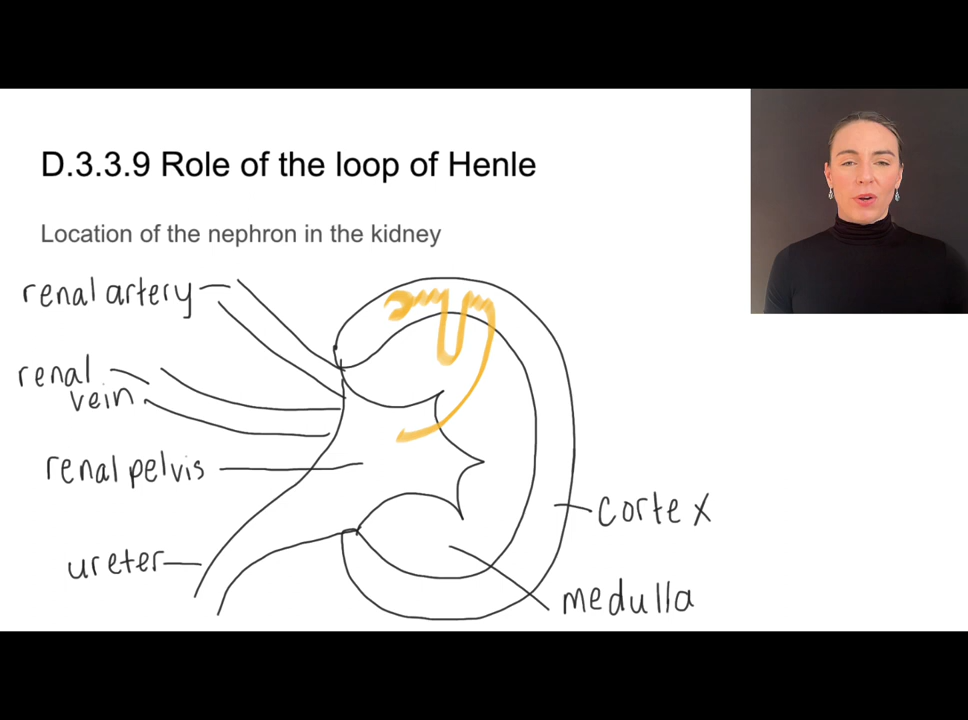 D.3.3.9 Role of the loop of Henle
Location of the nephron in the kidney
renal artery
renal
vein
renal pelvis
ureter
cortex
medulla